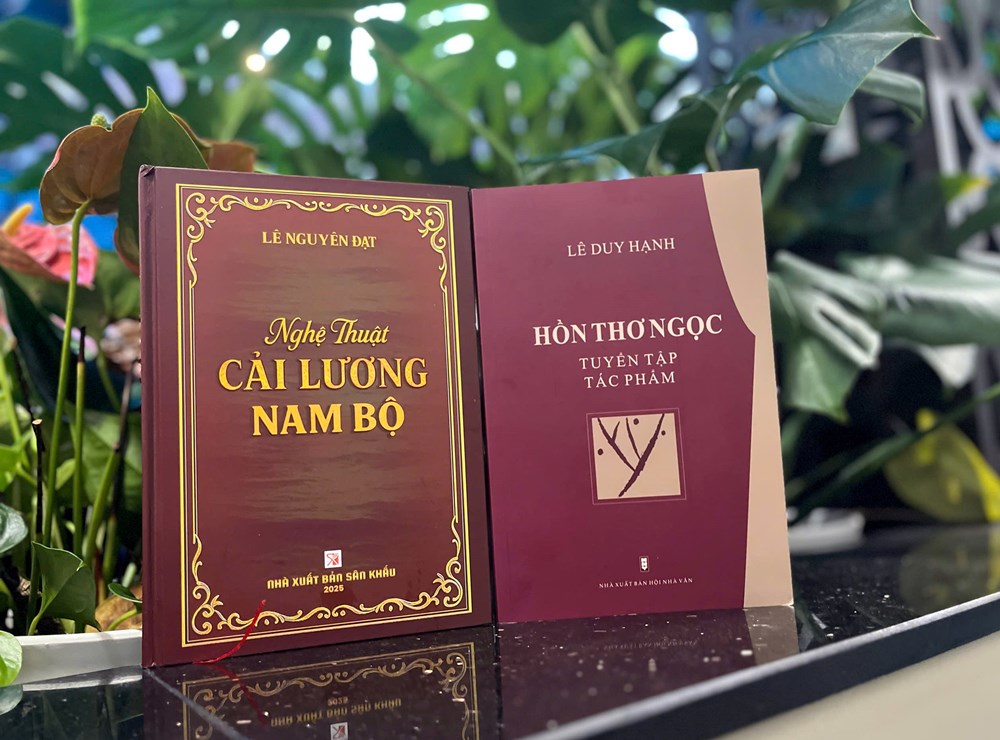 LÊ NGUYÊN ĐẠT
Nghệ Thuật
CẢI LƯƠNG
NAM BỘ
NHÀ XUẤT BẢN SÂN KHẤU
2025
LÊ DUY HẠNH
HỒN THƠ NGỌC
TUYỂN TẬP
TÁC PHẨM
NHÀ XUẤT BẢN HỘI NHÀ VĂN